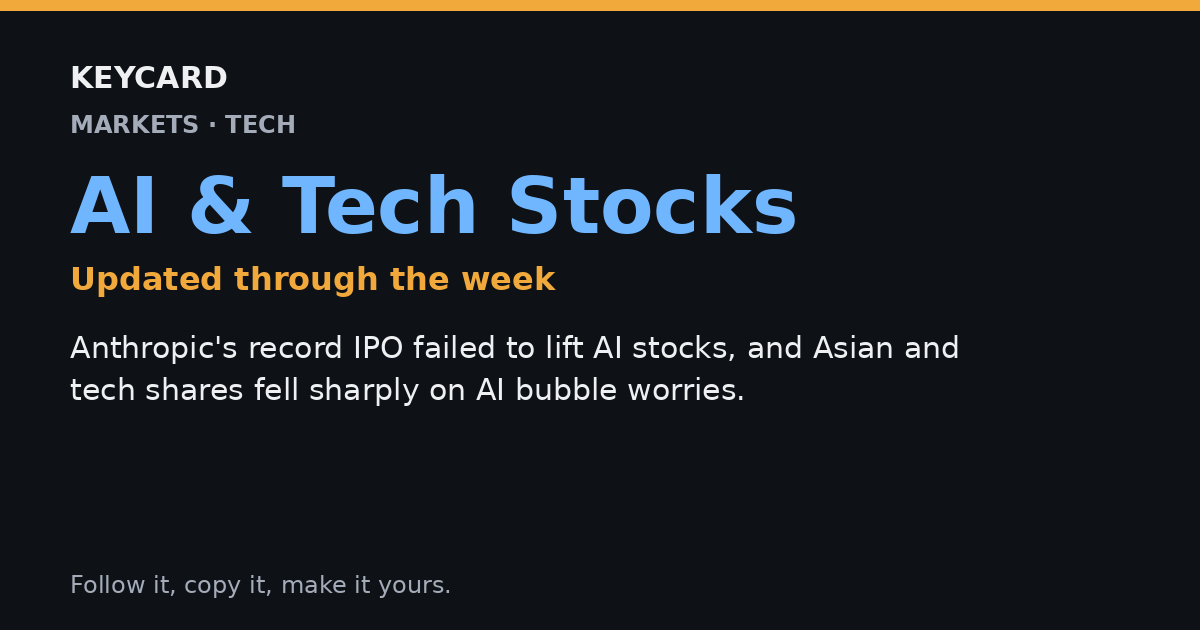 KEYCARD
MARKETS · TECH
AI & Tech Stocks
Updated through the week
Anthropic's record IPO failed to lift AI stocks, and Asian and
tech shares fell sharply on AI bubble worries.
Follow it, copy it, make it yours.